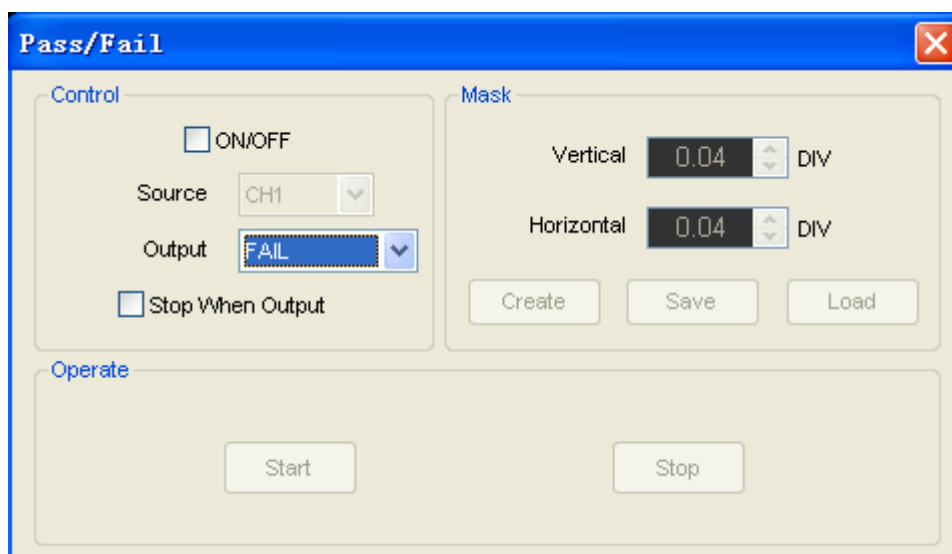 Pass/Fail
Control
ON/OFF
Source CH1
Output FAIL
Stop When Output
Mask
Vertical 0.04 DIV
Horizontal 0.04 DIV
Create Save Load
Operate
Start Stop